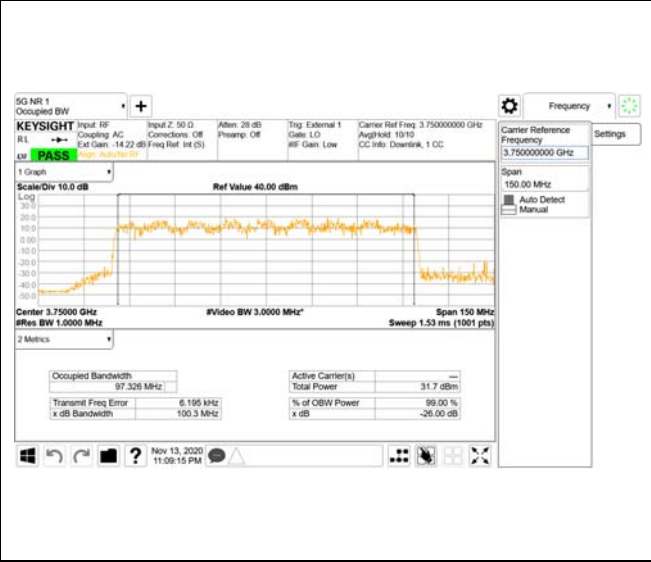 5G NR 1
Occupied BW
Frequency
KEYSIGHT
R L
PASS
Input: RF
Coupling: AC
Ext Gain: -14.22 dB
Align: Auto/No RF
Input Z: 50 Ω
Corrections: Off
Freq Ref: Int (S)
Atten: 28 dB
Preamp: Off
Trig: External 1
Gate: LO
#IF Gain: Low
Carrier Ref Freq: 3.750000000 GHz
Avg|Hold: 10/10
CC Info: Downlink, 1 CC
Carrier Reference
Frequency
3.750000000 GHz
Settings
Span
150.00 MHz
Auto Detect
Manual
1 Graph
Scale/Div 10.0 dB
Ref Value 40.00 dBm
Log
30.0
20.0
10.0
0.00
-10.0
-20.0
-30.0
-40.0
-50.0
Center 3.75000 GHz
#Video BW 3.0000 MHz*
Span 150 MHz
#Res BW 1.0000 MHz
Sweep 1.53 ms (1001 pts)
2 Metrics
Occupied Bandwidth
97.326 MHz
Transmit Freq Error 6.195 kHz
x dB Bandwidth 100.3 MHz
Active Carrier(s) —
Total Power 31.7 dBm
% of OBW Power 99.00 %
x dB -26.00 dB
?
Nov 13, 2020
11:09:15 PM